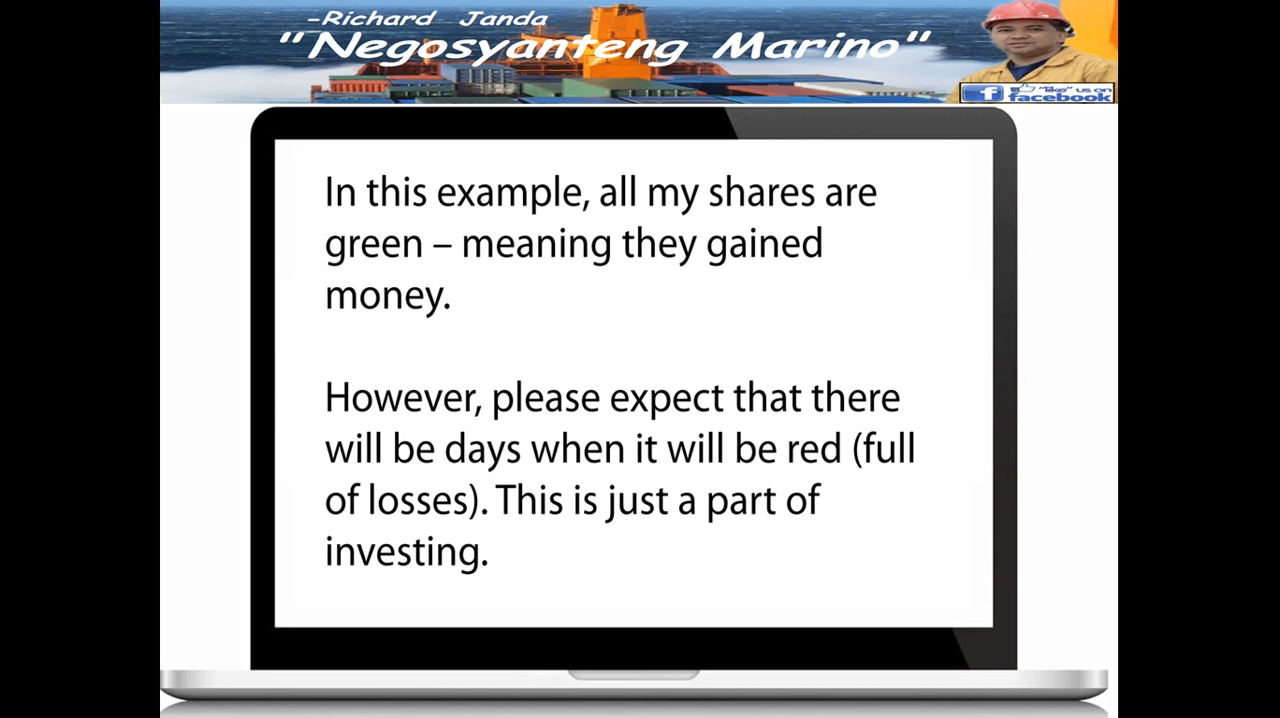 -Richard Janda
"Negosyanteng Marino"
f "like" us on
facebook
In this example, all my shares are
green – meaning they gained
money.
However, please expect that there
will be days when it will be red (full
of losses). This is just a part of
investing.